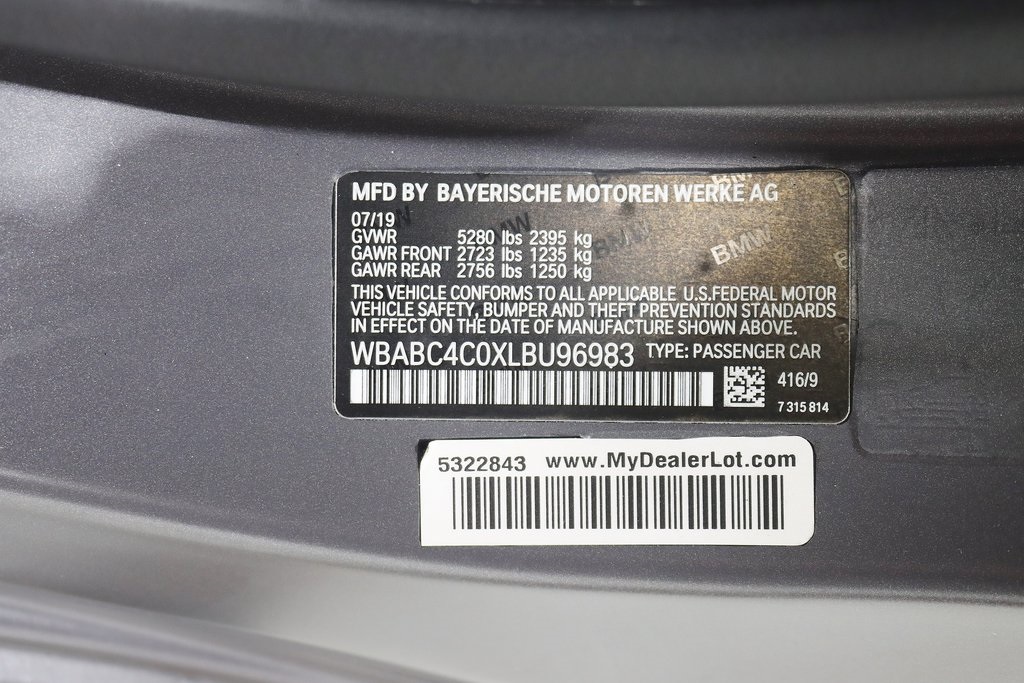 MFD BY BAYERISCHE MOTOREN WERKE AG
07/19
GVWR 5280 lbs 2395 kg
GAWR FRONT 2723 lbs 1235 kg
GAWR REAR 2756 lbs 1250 kg
BMW
THIS VEHICLE CONFORMS TO ALL APPLICABLE U.S.FEDERAL MOTOR
VEHICLE SAFETY, BUMPER AND THEFT PREVENTION STANDARDS
IN EFFECT ON THE DATE OF MANUFACTURE SHOWN ABOVE.
WBABC4C0XLBU96983 TYPE: PASSENGER CAR
416/9
7 315 814
5322843 www.MyDealerLot.com